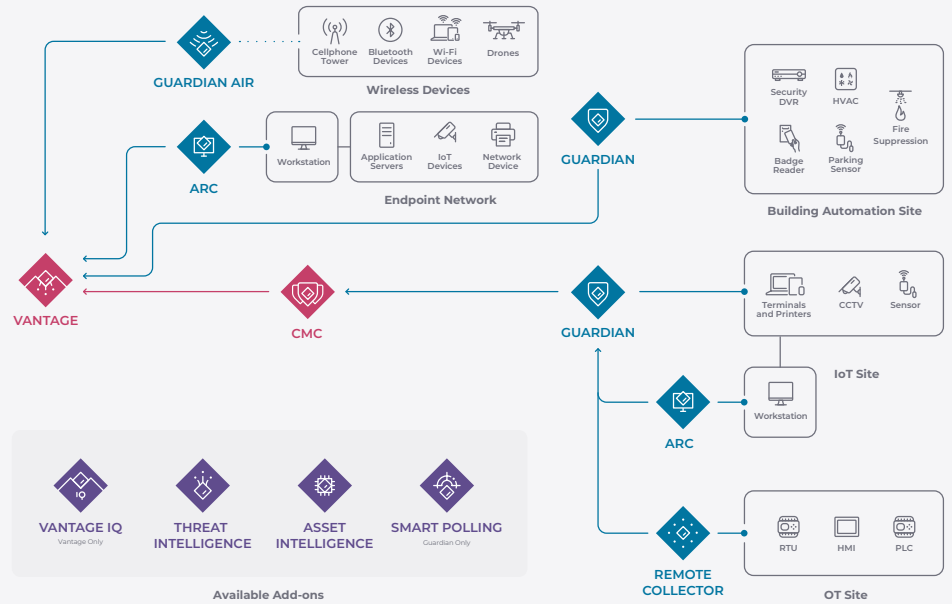 Cellphone
Tower
Bluetooth
Devices
Wi-Fi
Devices
Drones
GUARDIAN AIR
Wireless Devices
Workstation
Application
Servers
IoT
Devices
Network
Device
ARC
Endpoint Network
GUARDIAN
Security
DVR
HVAC
Fire
Suppression
Badge
Reader
Parking
Sensor
Building Automation Site
VANTAGE
CMC
GUARDIAN
Terminals
and Printers
CCTV
Sensor
IoT Site
Workstation
ARC
IQ
VANTAGE IQ
Vantage Only
THREAT
INTELLIGENCE
ASSET
INTELLIGENCE
SMART POLLING
Guardian Only
Available Add-ons
REMOTE
COLLECTOR
RTU
HMI
PLC
OT Site